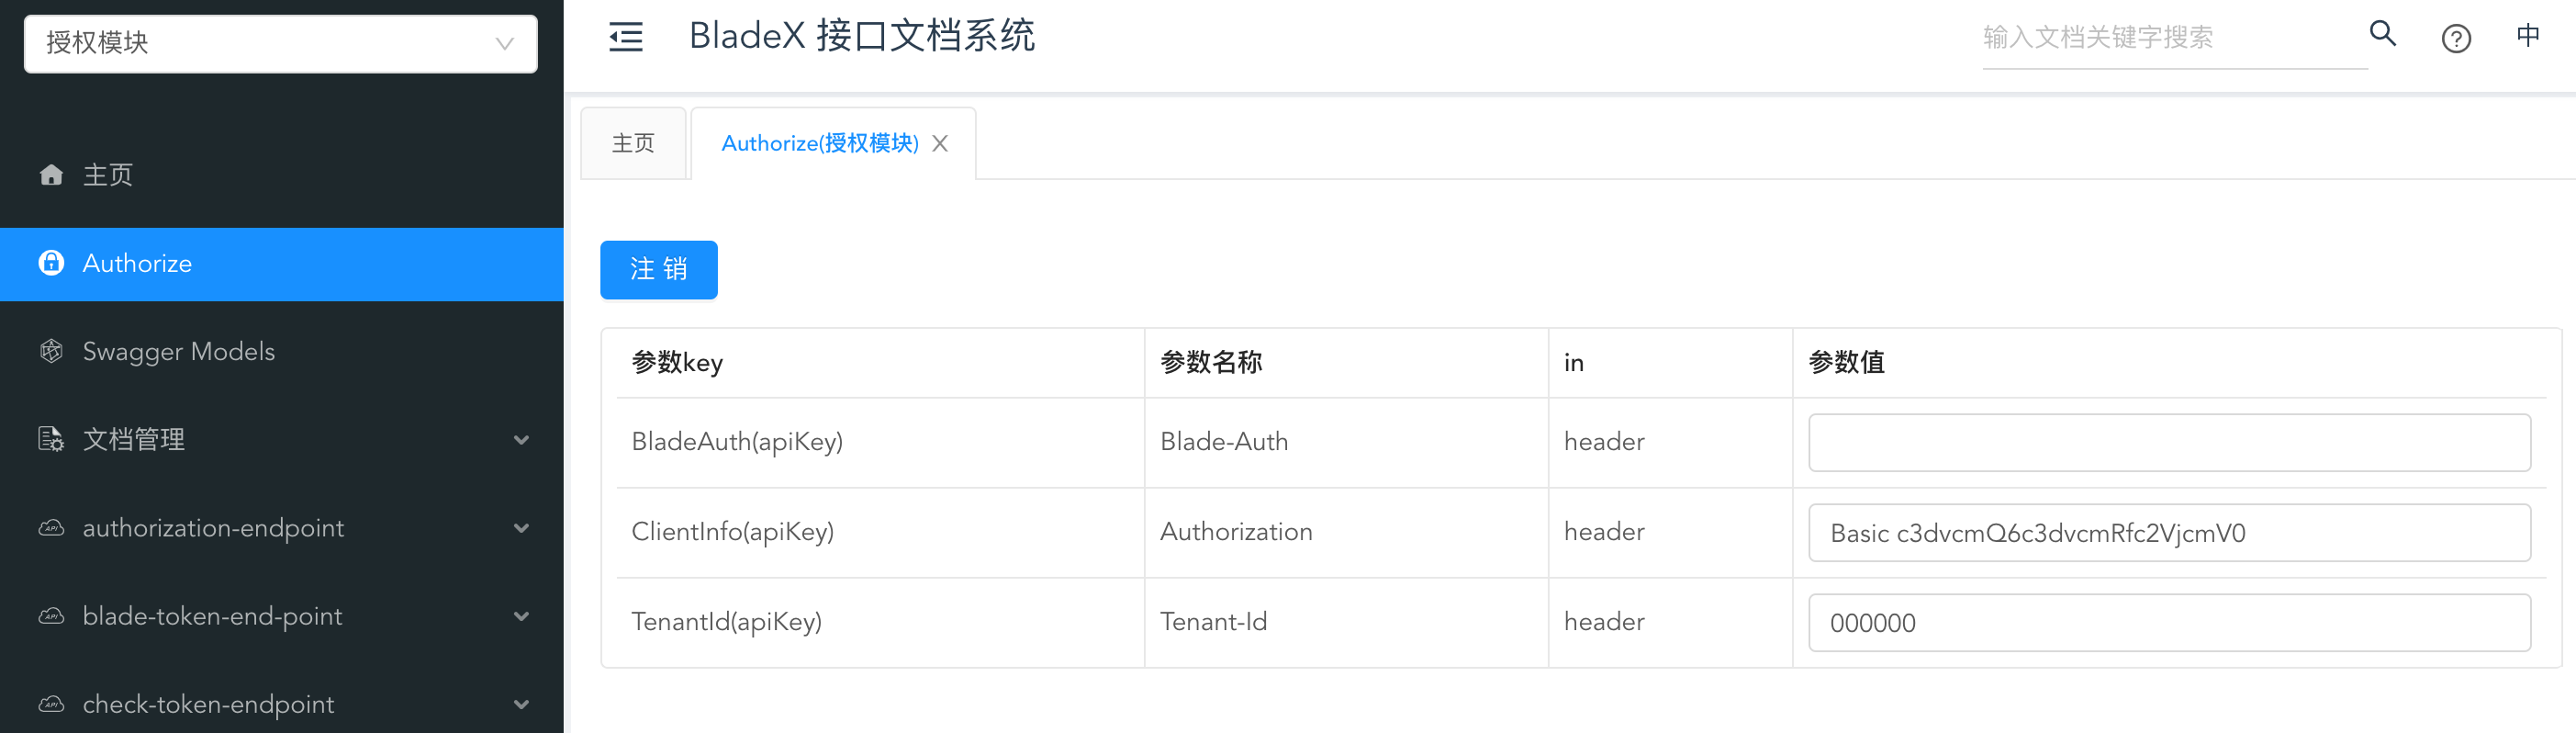 授权模块
BladeX 接口文档系统
输入文档关键字搜索
中
主页
Authorize
Swagger Models
文档管理
authorization-endpoint
blade-token-end-point
check-token-endpoint
主页
Authorize(授权模块) X
注 销
参数key 参数名称 in 参数值
BladeAuth(apiKey) Blade-Auth header
ClientInfo(apiKey) Authorization header Basic c3dvcmQ6c3dvcmRfc2VjcmV0
TenantId(apiKey) Tenant-Id header 000000